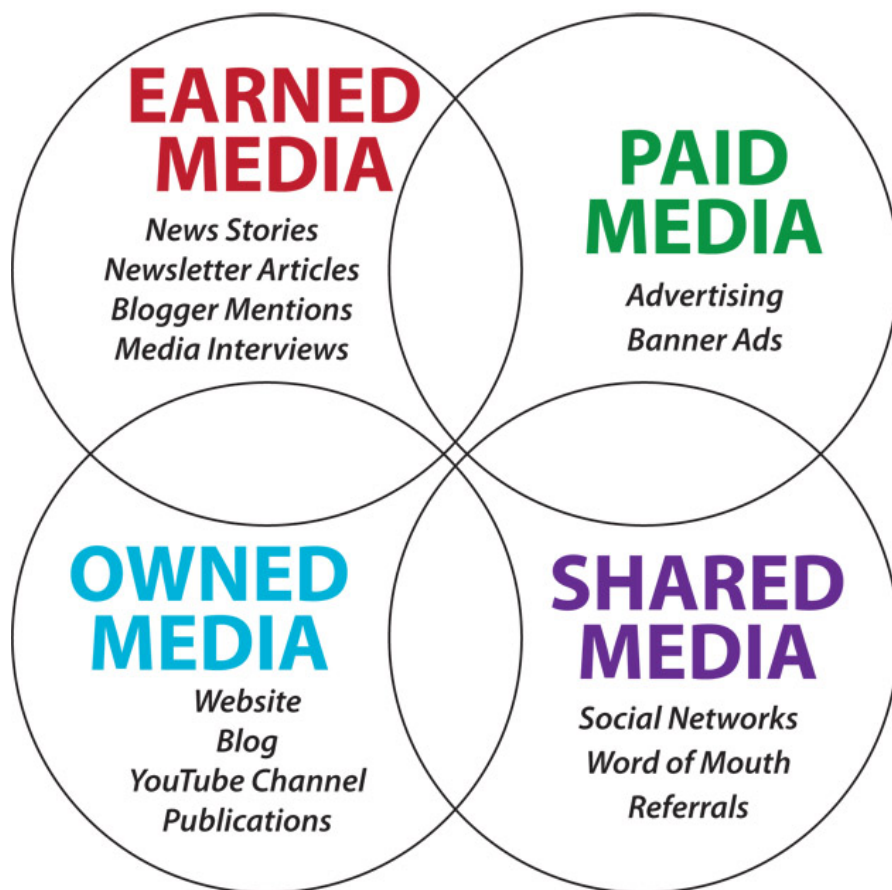 EARNED
MEDIA
News Stories
Newsletter Articles
Blogger Mentions
Media Interviews
PAID
MEDIA
Advertising
Banner Ads
OWNED
MEDIA
Website
Blog
YouTube Channel
Publications
SHARED
MEDIA
Social Networks
Word of Mouth
Referrals